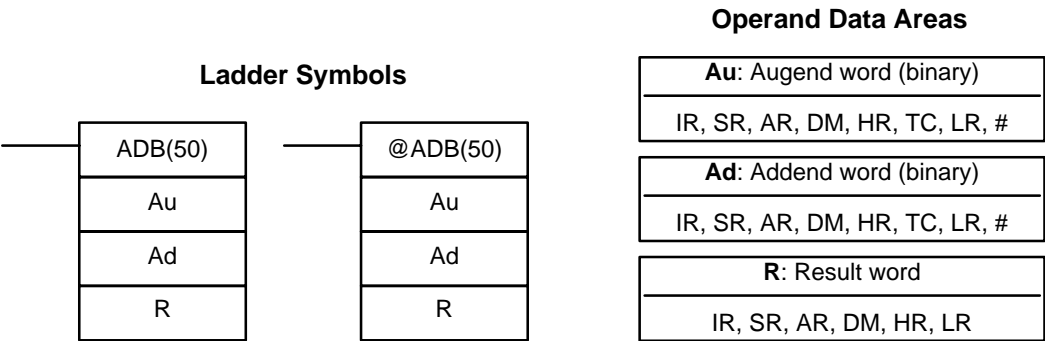 Ladder Symbols
ADB(50)
Au
Ad
R
@ADB(50)
Au
Ad
R
Operand Data Areas
Au: Augend word (binary)
IR, SR, AR, DM, HR, TC, LR, #
Ad: Addend word (binary)
IR, SR, AR, DM, HR, TC, LR, #
R: Result word
IR, SR, AR, DM, HR, LR